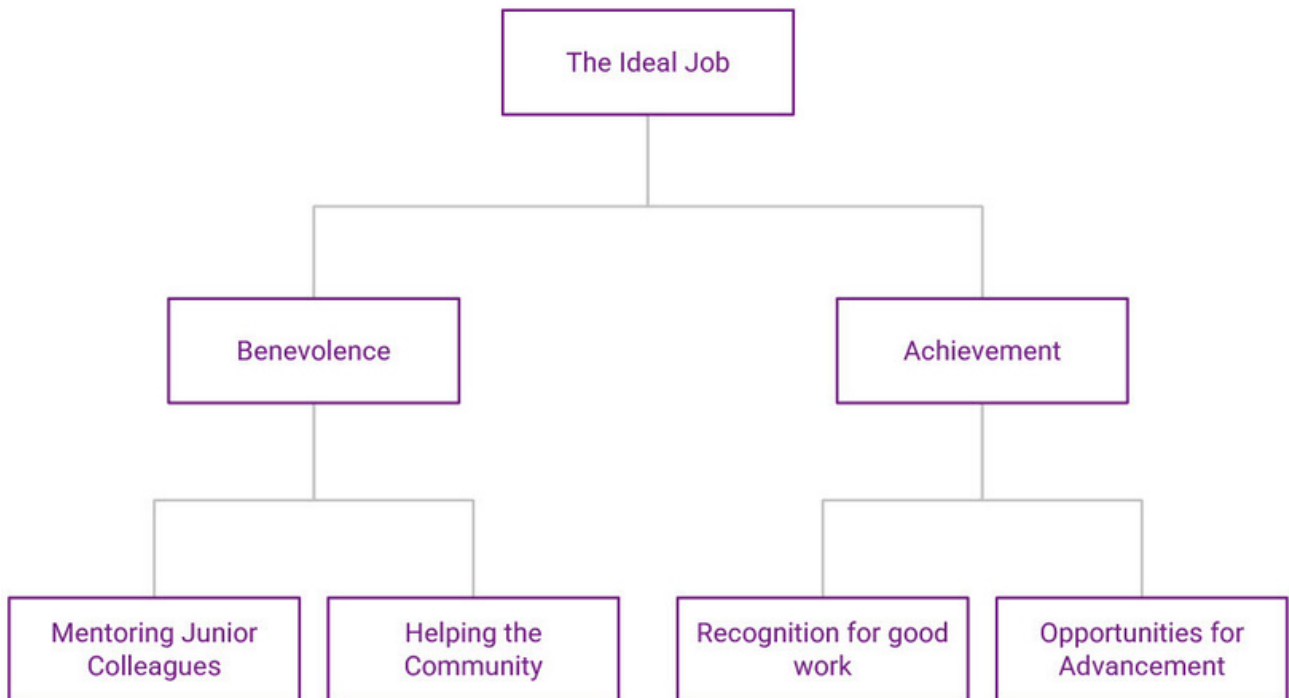 The Ideal Job
Benevolence
Achievement
Mentoring Junior
Colleagues
Helping the
Community
Recognition for good
work
Opportunities for
Advancement